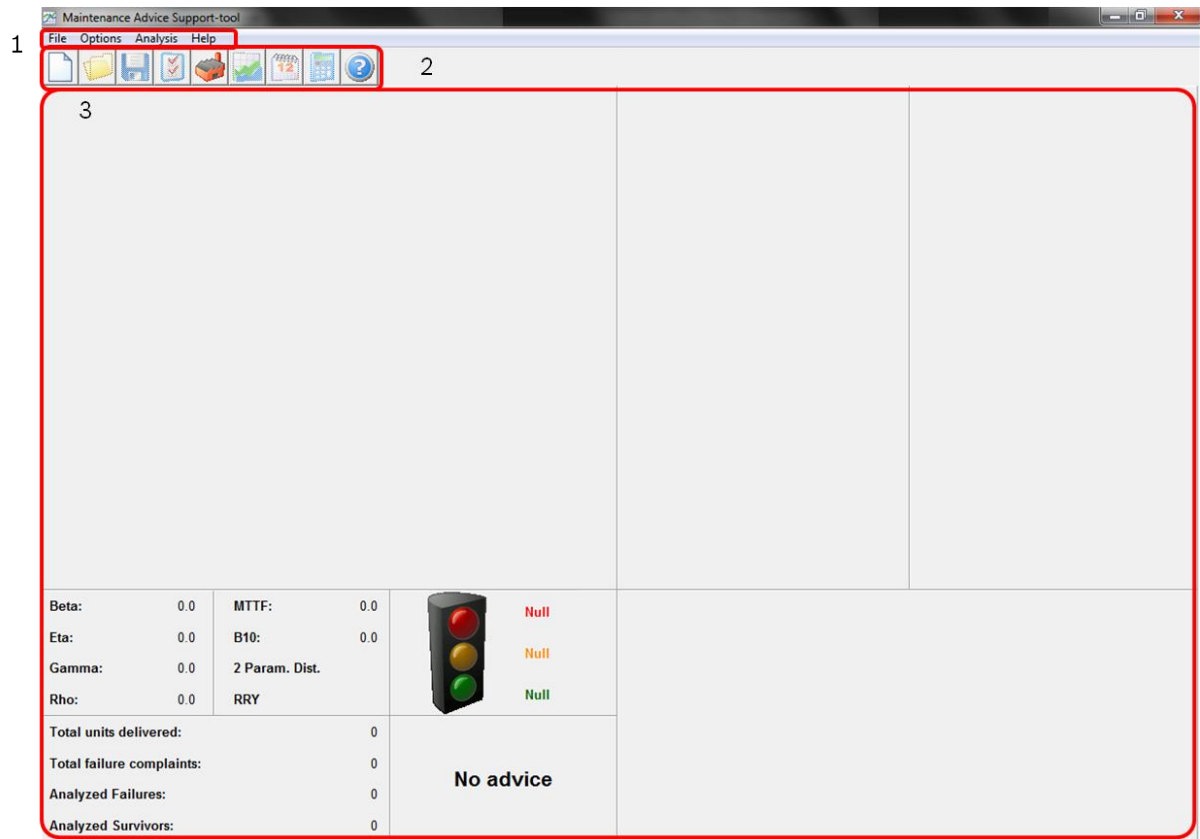 Maintenance Advice Support-tool
1
File Options Analysis Help
2
12
3
Beta: 0.0 MTTF: 0.0
Null
Eta: 0.0 B10: 0.0
Null
Gamma: 0.0 2 Param. Dist.
Rho: 0.0 RRY
Null
Total units delivered: 0
Total failure complaints: 0
Analyzed Failures: 0
Analyzed Survivors: 0
No advice